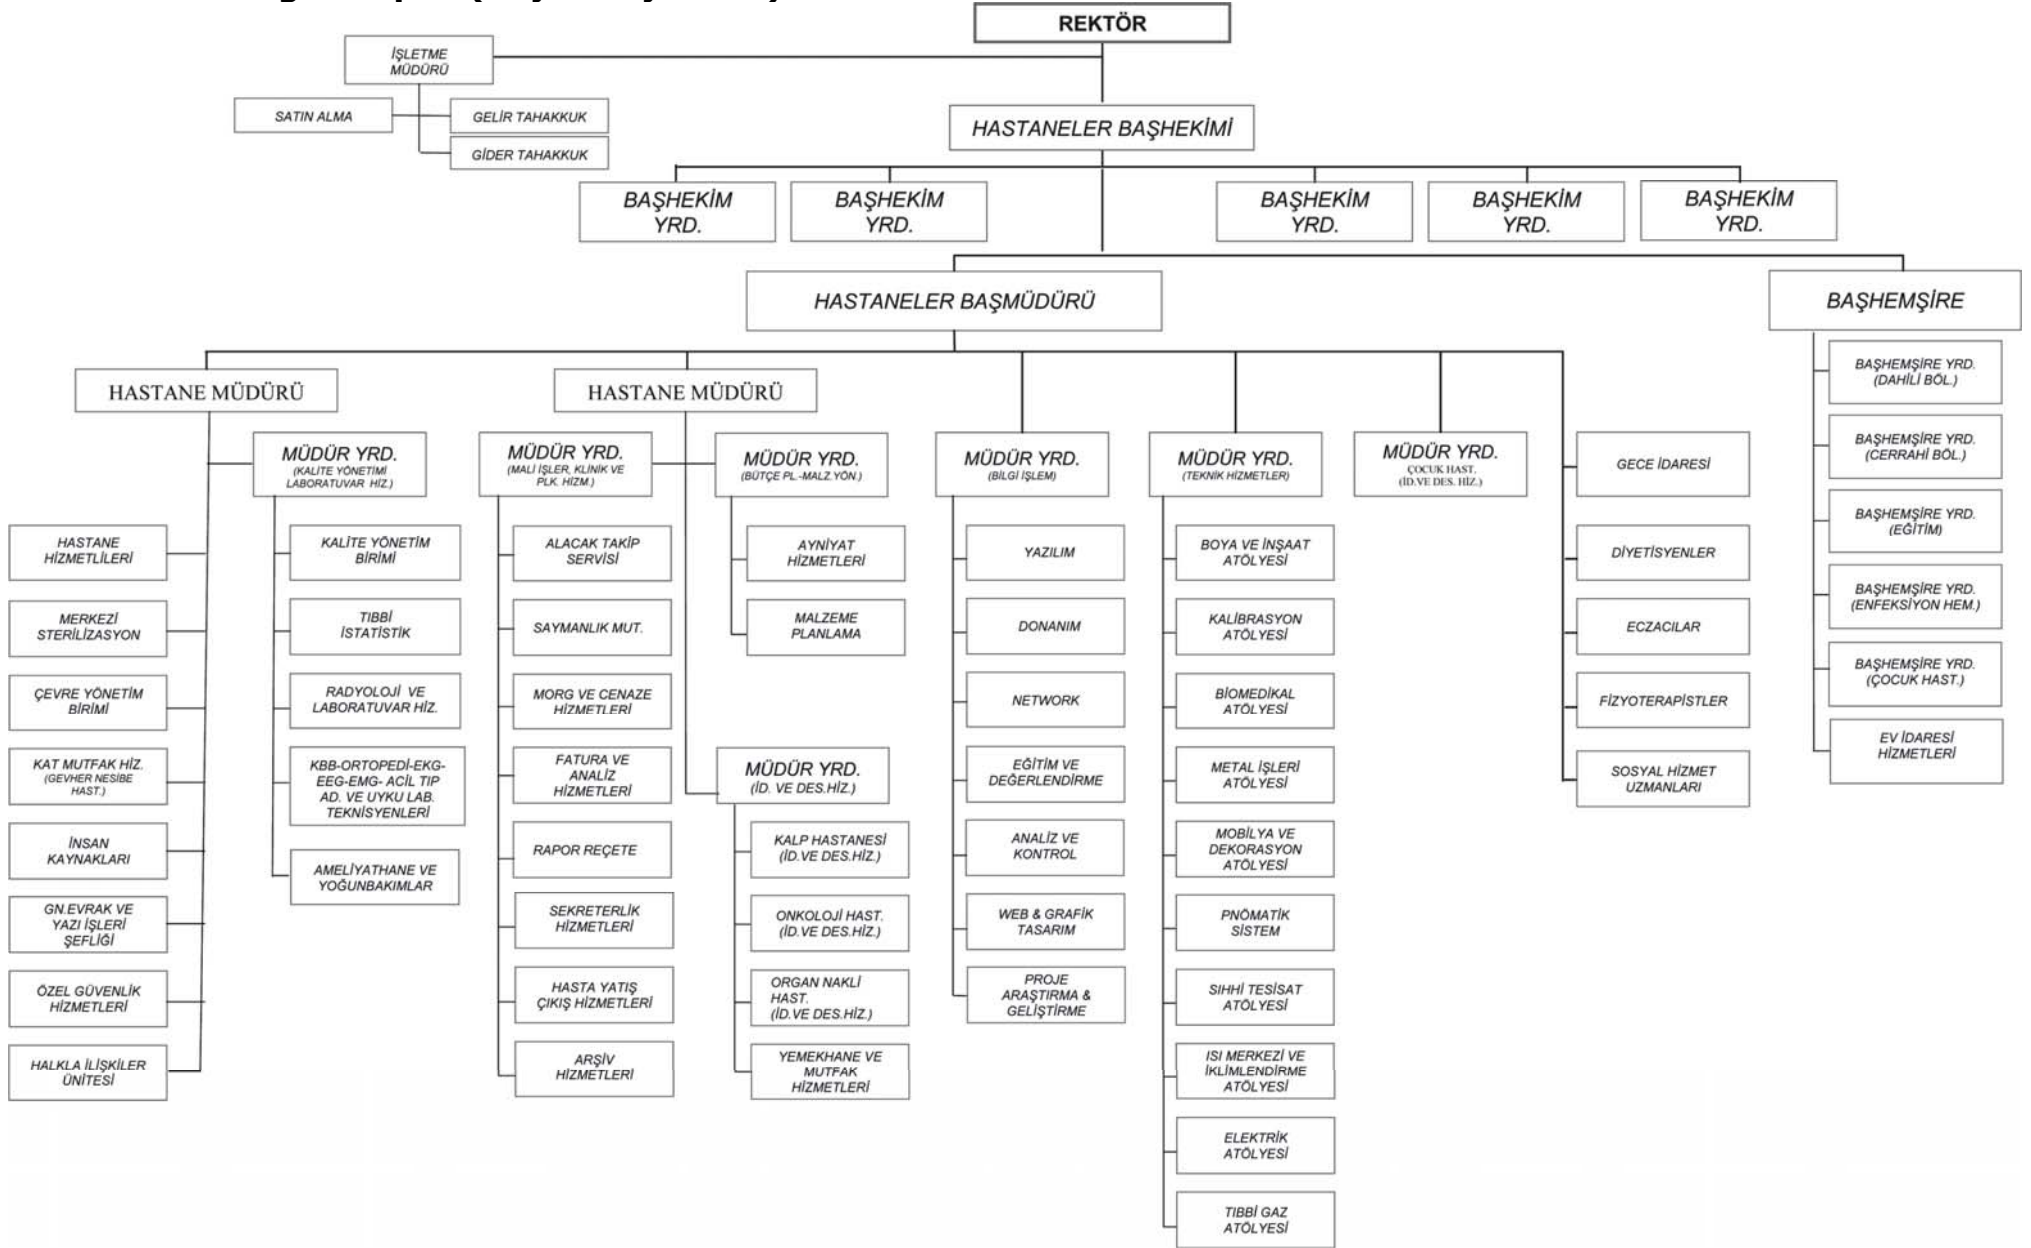 REKTÖR
İŞLETME
MÜDÜRÜ
SATIN ALMA
GELİR TAHAKKUK
GİDER TAHAKKUK
HASTANELER BAŞHEKİMİ
BAŞHEKİM
YRD.
BAŞHEKİM
YRD.
BAŞHEKİM
YRD.
BAŞHEKİM
YRD.
BAŞHEKİM
YRD.
HASTANELER BAŞMÜDÜRÜ
BAŞHEMŞİRE
HASTANE MÜDÜRÜ
MÜDÜR YRD.
(KALİTE YÖNETİMİ
LABORATUVAR HİZ.)
HASTANE
HİZMETLİLERİ
MERKEZİ
STERİLİZASYON
ÇEVRE YÖNETİM
BİRİMİ
KAT MUTFAK HİZ.
(GEVHER NESİBE
HAST.)
İNSAN
KAYNAKLARI
GN.EVRAK VE
YAZI İŞLERİ
ŞEFLİĞİ
ÖZEL GÜVENLİK
HİZMETLERİ
HALKLA İLİŞKİLER
ÜNİTESİ
KALİTE YÖNETİM
BİRİMİ
TIBBİ
İSTATİSTİK
RADYOLOJİ VE
LABORATUVAR HİZ.
KBB-ORTOPEDİ-EKG-
EEG-EMG- ACİL TIP
AD. VE UYKU LAB.
TEKNİSYENLERİ
AMELİYATHANE VE
YOĞUNBAKIMLAR
HASTANE MÜDÜRÜ
MÜDÜR YRD.
(MALİ İŞLER, KLİNİK VE
PLK. HİZM.)
ALACAK TAKİP
SERVİSİ
SAYMANLIK MUT.
MORG VE CENAZE
HİZMETLERİ
FATURA VE
ANALİZ
HİZMETLERİ
RAPOR REÇETE
SEKRETERLİK
HİZMETLERİ
HASTA YATIŞ
ÇIKIŞ HİZMETLERİ
ARŞİV
HİZMETLERİ
MÜDÜR YRD.
(BÜTÇE PL.-MALZ.YÖN.)
AYNİYAT
HİZMETLERİ
MALZEME
PLANLAMA
MÜDÜR YRD.
(İD. VE DES.HİZ.)
KALP HASTANESİ
(İD.VE DES.HİZ.)
ONKOLOJİ HAST.
(İD.VE DES.HİZ.)
ORGAN NAKLİ
HAST.
(İD.VE DES.HİZ.)
YEMEKHANE VE
MUTFAK
HİZMETLERİ
MÜDÜR YRD.
(BİLGİ İŞLEM)
YAZILIM
DONANIM
NETWORK
EĞİTİM VE
DEĞERLENDİRME
ANALİZ VE
KONTROL
WEB & GRAFİK
TASARIM
PROJE
ARAŞTIRMA &
GELİŞTİRME
MÜDÜR YRD.
(TEKNİK HİZMETLER)
BOYA VE İNŞAAT
ATÖLYESİ
KALİBRASYON
ATÖLYESİ
BİOMEDİKAL
ATÖLYESİ
METAL İŞLERİ
ATÖLYESİ
MOBİLYA VE
DEKORASYON
ATÖLYESİ
PNÖMATİK
SİSTEM
SIHHİ TESİSAT
ATÖLYESİ
ISI MERKEZİ VE
İKLİMLENDİRME
ATÖLYESİ
ELEKTRİK
ATÖLYESİ
TIBBİ GAZ
ATÖLYESİ
MÜDÜR YRD.
ÇOCUK HAST.
(İD.VE DES. HİZ.)
GECE İDARESİ
DİYETİSYENLER
ECZACILAR
FİZYOTERAPİSTLER
SOSYAL HİZMET
UZMANLARI
BAŞHEMŞİRE YRD.
(DAHİLİ BÖL.)
BAŞHEMŞİRE YRD.
(CERRAHİ BÖL.)
BAŞHEMŞİRE YRD.
(EĞİTİM)
BAŞHEMŞİRE YRD.
(ENFEKSİYON HEM.)
BAŞHEMŞİRE YRD.
(ÇOCUK HAST.)
EV İDARESİ
HİZMETLERİ